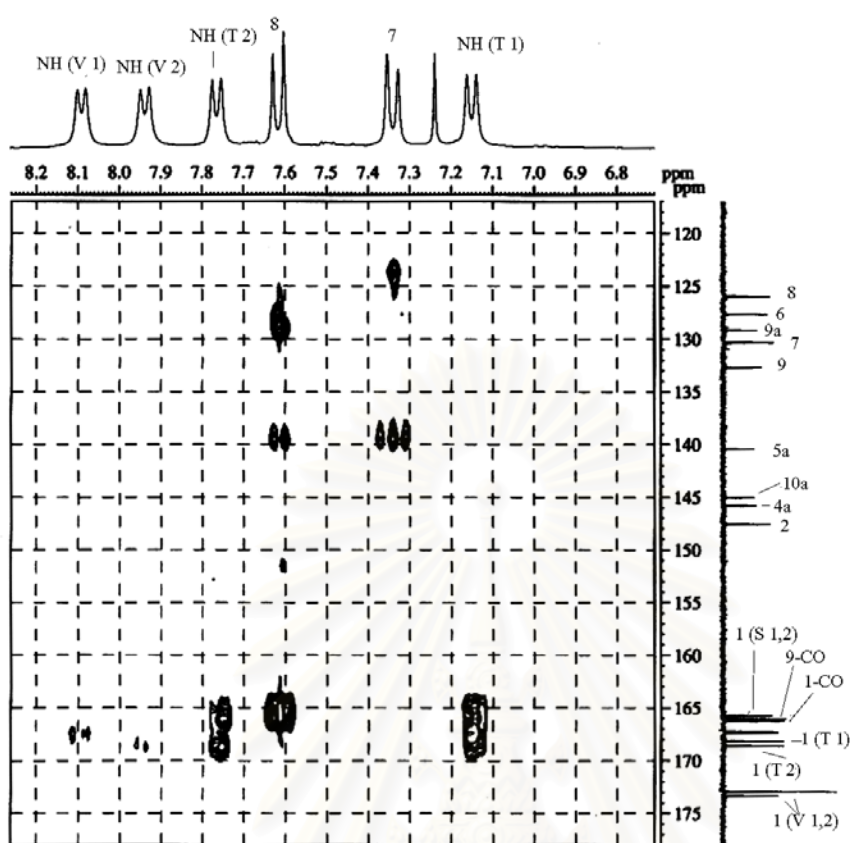 NH (V 1)
NH (V 2)
NH (T 2)
8
7
NH (T 1)
8.2 8.1 8.0 7.9 7.8 7.7 7.6 7.5 7.4 7.3 7.2 7.1 7.0 6.9 6.8 ppm
ppm
120
125
130
135
140
145
150
155
160
165
170
175
8
6
9a
7
9
5a
10a
4a
2
1 (S 1,2)
9-CO
1-CO
1 (T 1)
1 (T 2)
1 (V 1,2)